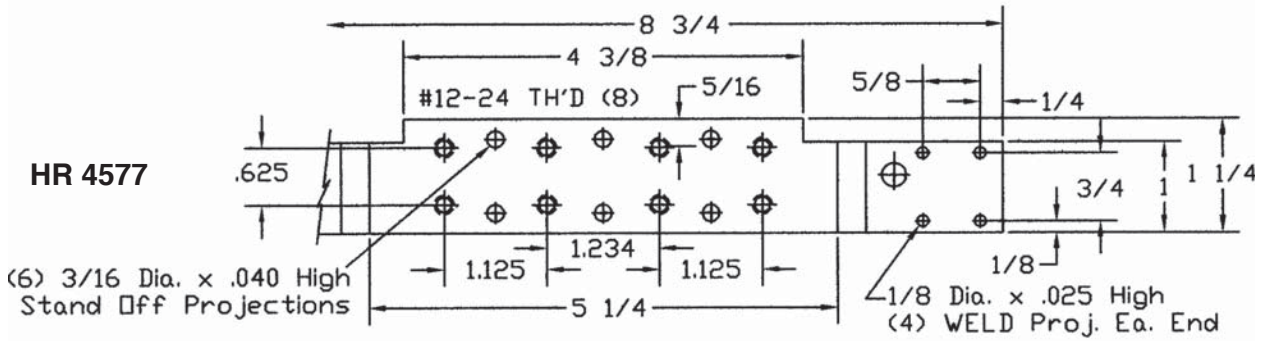 8 3/4
4 3/8
5/8
1/4
#12-24 TH'D (8)
5/16
HR 4577
.625
3/4
1
1 1/4
1.234
1.125
1.125
1/8
(6) 3/16 Dia. x .040 High
Stand Off Projections
5 1/4
1/8 Dia. x .025 High
(4) WELD Proj. Ea. End